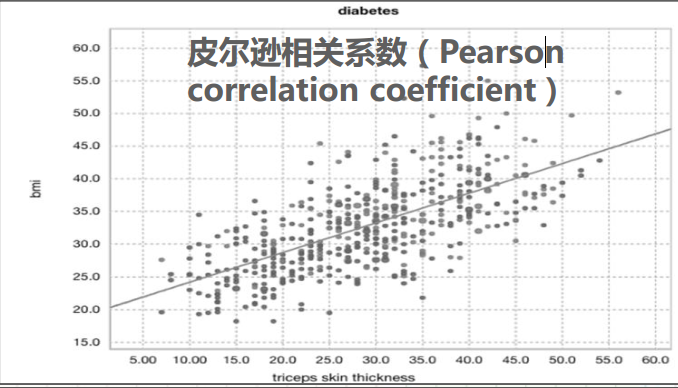 diabetes
皮尔逊相关系数（Pearson
correlation coefficient）
60.0
55.0
50.0
45.0
40.0
35.0
30.0
25.0
20.0
15.0
bmi
5.00 10.00 15.0 20.0 25.0 30.0 35.0 40.0 45.0 50.0 55.0 60.0
triceps skin thickness